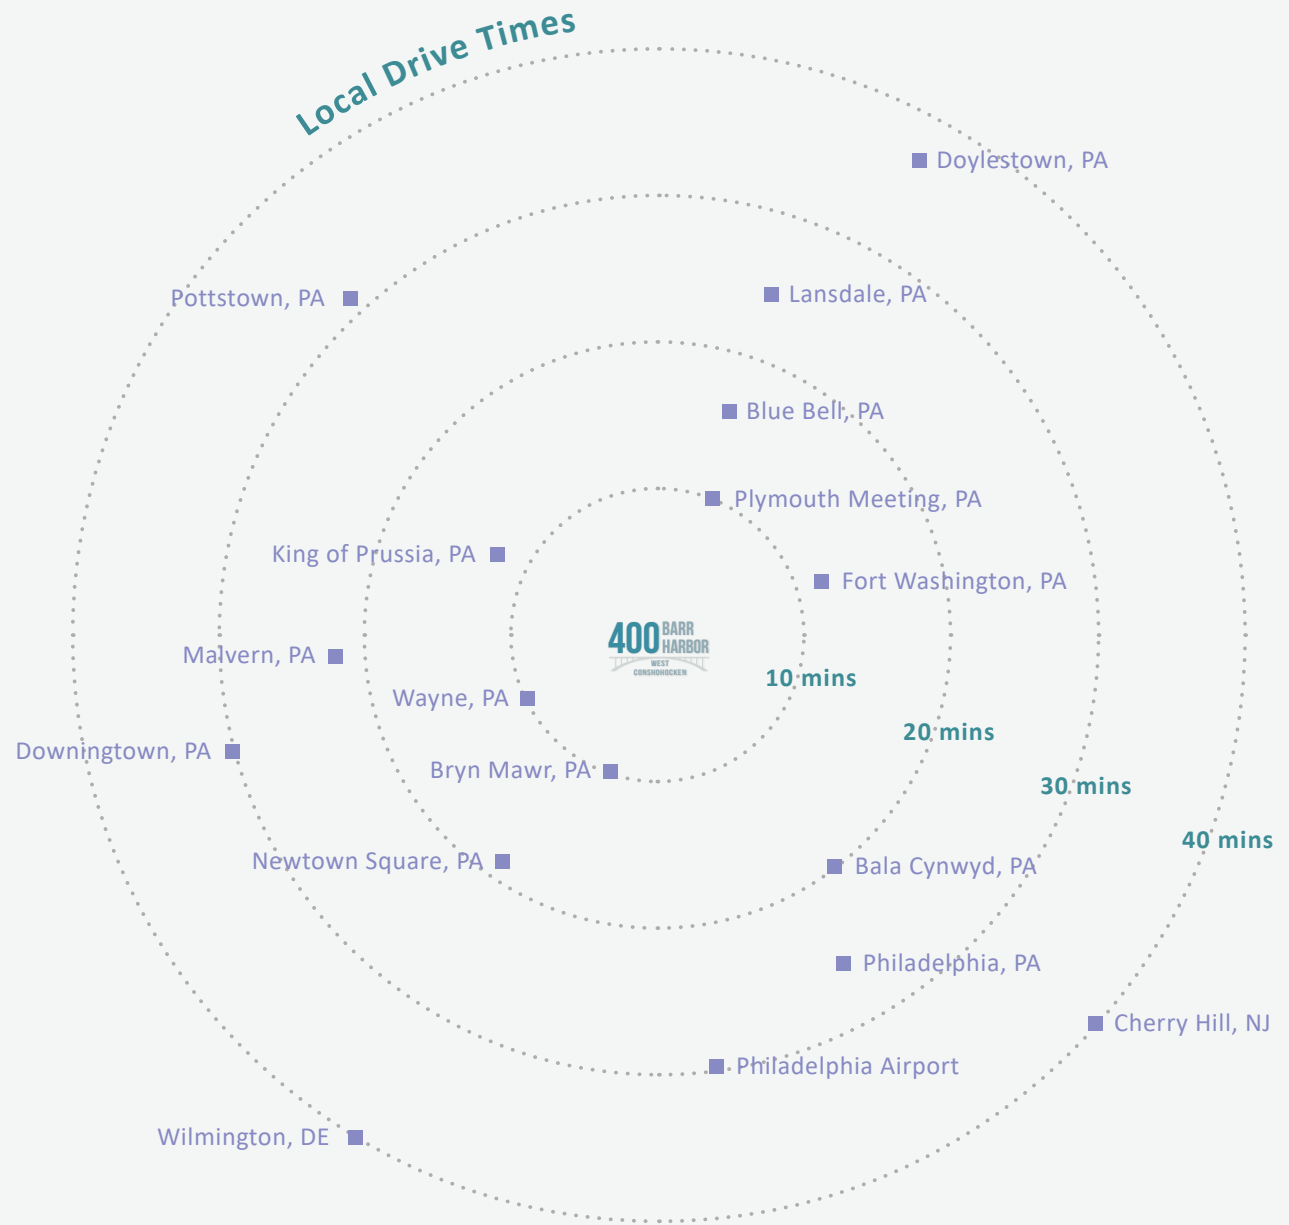 Local Drive Times
Doylestown, PA
Pottstown, PA
Lansdale, PA
Blue Bell, PA
Plymouth Meeting, PA
King of Prussia, PA
Fort Washington, PA
400 BARR
HARBOR
WEST
CONSHOHOCKEN
Malvern, PA
10 mins
Wayne, PA
20 mins
Downingtown, PA
Bryn Mawr, PA
30 mins
40 mins
Newtown Square, PA
Bala Cynwyd, PA
Philadelphia, PA
Cherry Hill, NJ
Philadelphia Airport
Wilmington, DE